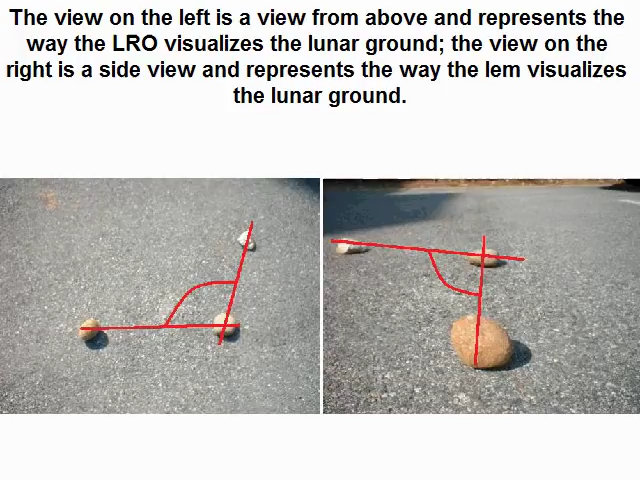 The view on the left is a view from above and represents the
way the LRO visualizes the lunar ground; the view on the
right is a side view and represents the way the lem visualizes
the lunar ground.